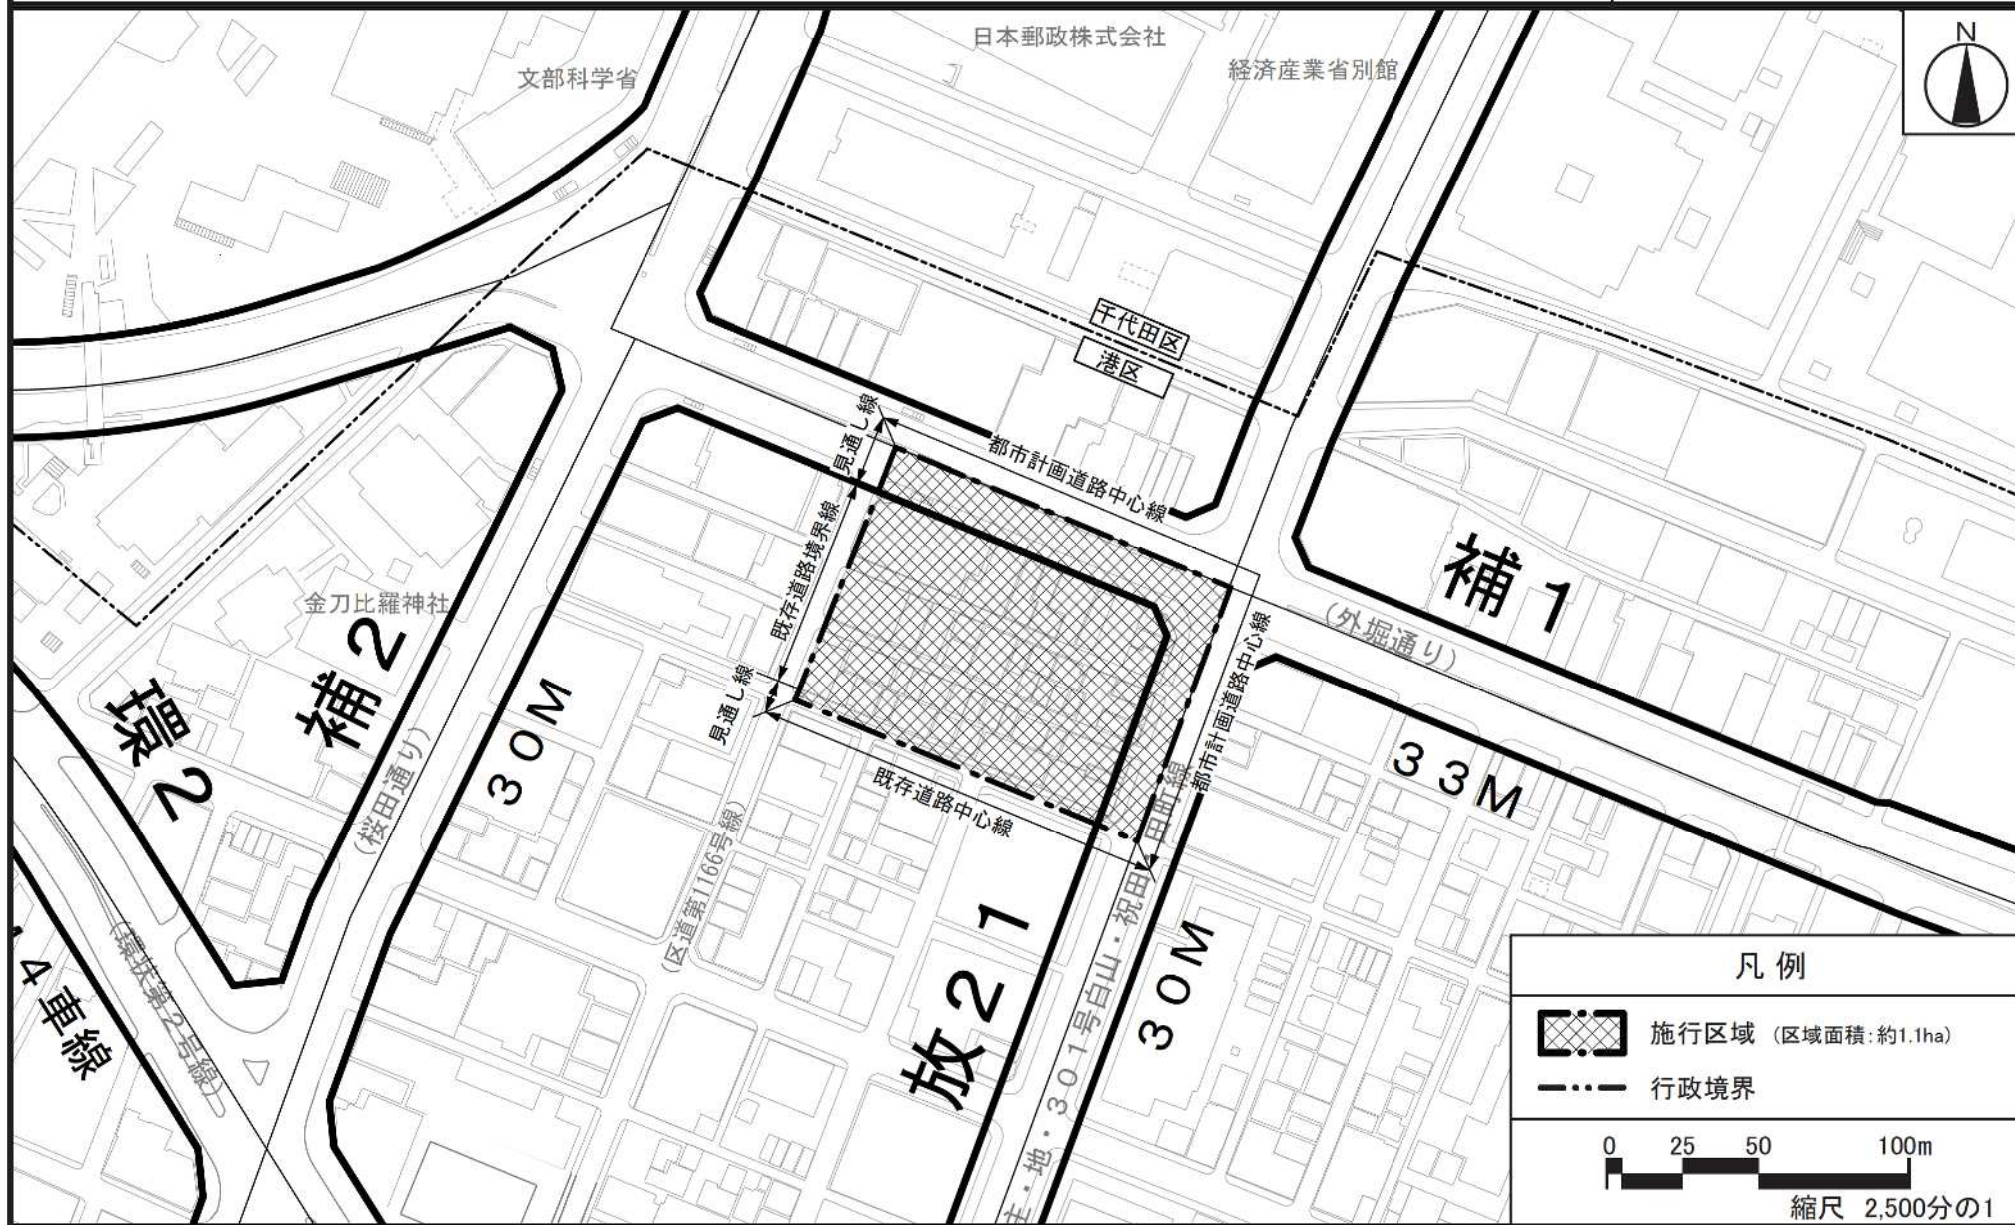 日本郵政株式会社
文部科学省
経済産業省別館
N
千代田区
港区
見通し線
都市計画道路中心線
既存道路境界線
補1
(外堀通り)
金刀比羅神社
補2
環2
(桜田通り)
30M
見通し線
都市計画道路中心線
既存道路中心線
33M
(区道第1166号線)
放21
30M
主・地・301号白山・祝田・田町線
(環状第2号線)
4車線
凡例
施行区域 (区域面積:約1.1ha)
行政境界
0 25 50 100m
縮尺 2,500分の1